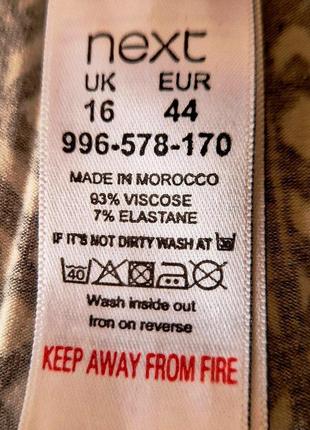 next
UK EUR
16 44
996-578-170
MADE IN MOROCCO
93% VISCOSE
7% ELASTANE
IF IT'S NOT DIRTY WASH AT 30
40
Wash inside out
Iron on reverse
KEEP AWAY FROM FIRE